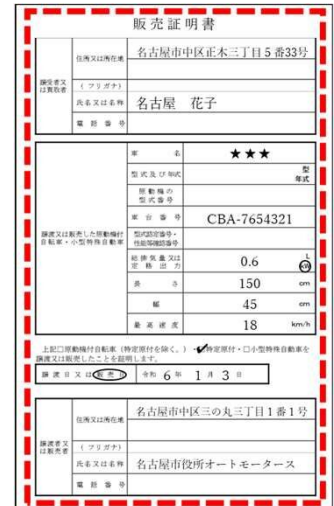 販売証明書
譲受者又は買取者
住所又は所在地 名古屋市中区正木三丁目5番33号
(フリガナ)
氏名又は名称 名古屋 花子
電話番号
譲渡又は販売した原動機付自転車・小型特殊自動車
車名 ★★★
型式及び年式 型 年式
原動機の型式番号
車台番号 CBA-7654321
型式認定番号・性能等確認番号
総排気量又は定格出力 0.6 L kW
長さ 150 cm
幅 45 cm
最高速度 18 km/h
上記□原動機付自転車(特定原付を除く。)・✓特定原付・□小型特殊自動車を
譲渡又は販売したことを証明します。
譲渡日又は販売日 令和 6年 1月 3日
譲渡者又は販売者
住所又は所在地 名古屋市中区三の丸三丁目1番1号
(フリガナ)
氏名又は名称 名古屋市役所オートモータース
電話番号